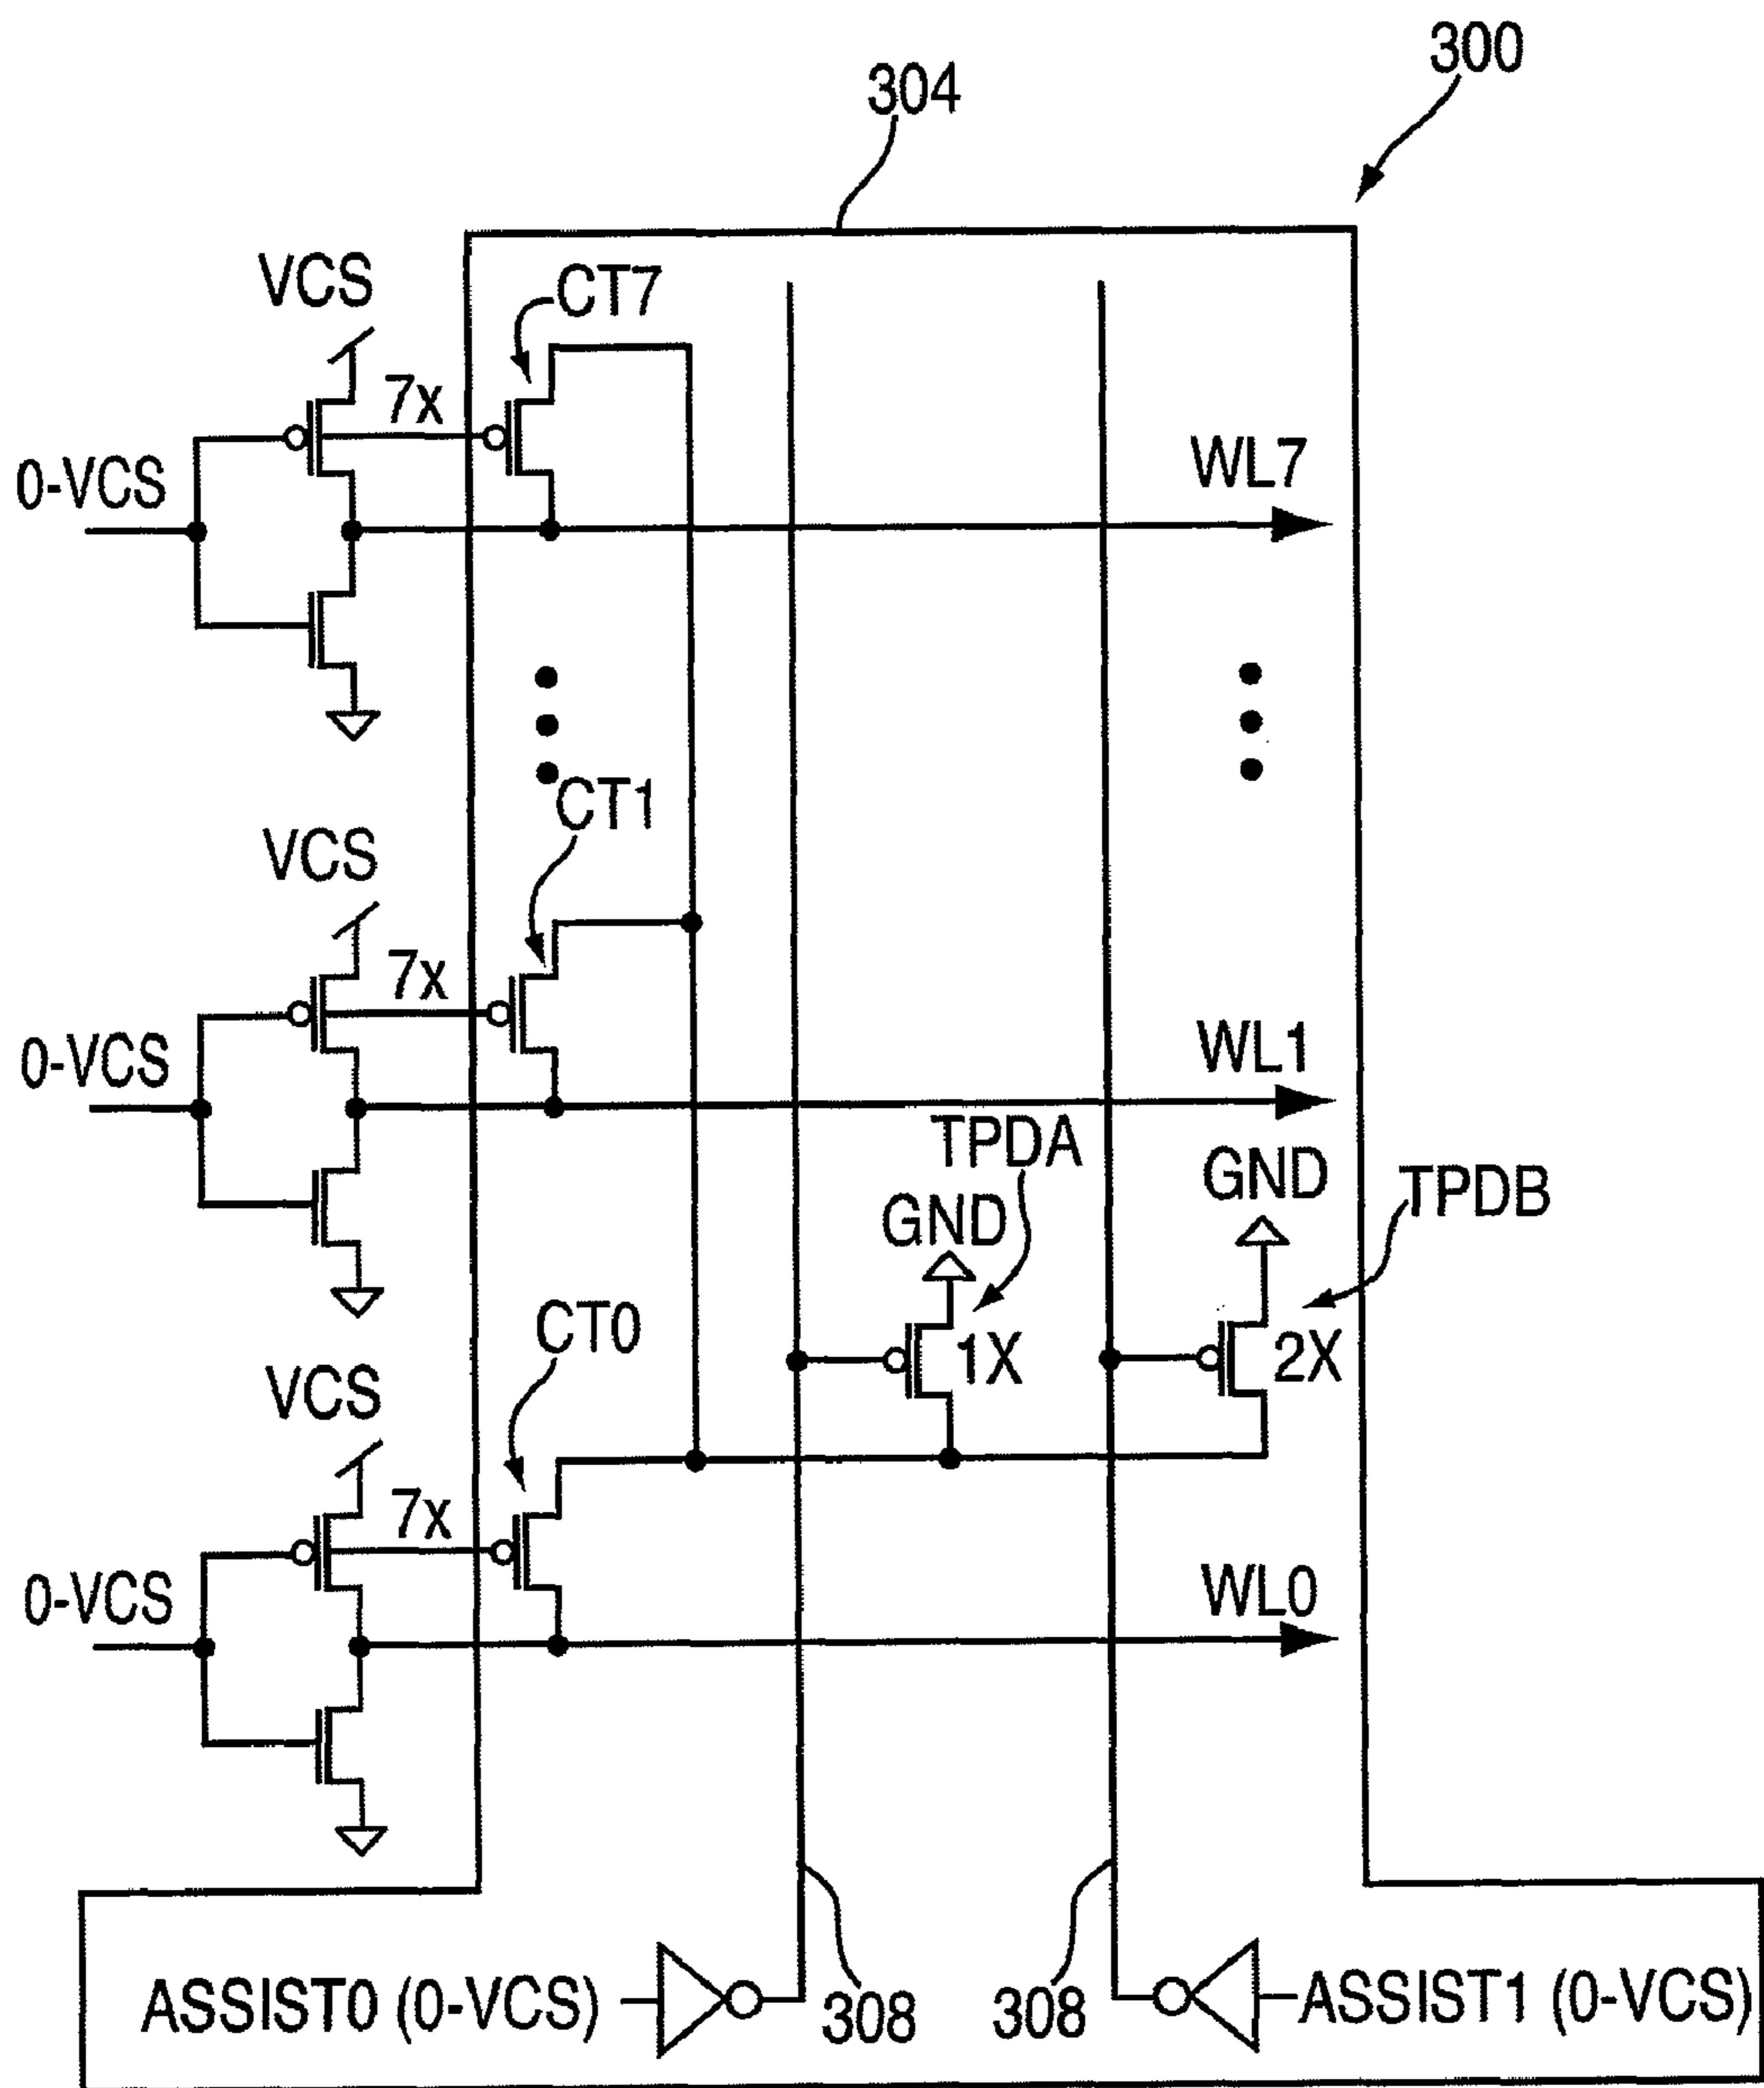 300
304
VCS
CT7
7x
0-VCS
WL7
CT1
VCS
7x
0-VCS
WL1
TPDA
GND
GND
TPDB
CT0
1X
2X
VCS
7x
0-VCS
WL0
ASSIST0 (0-VCS)
308
308
ASSIST1 (0-VCS)